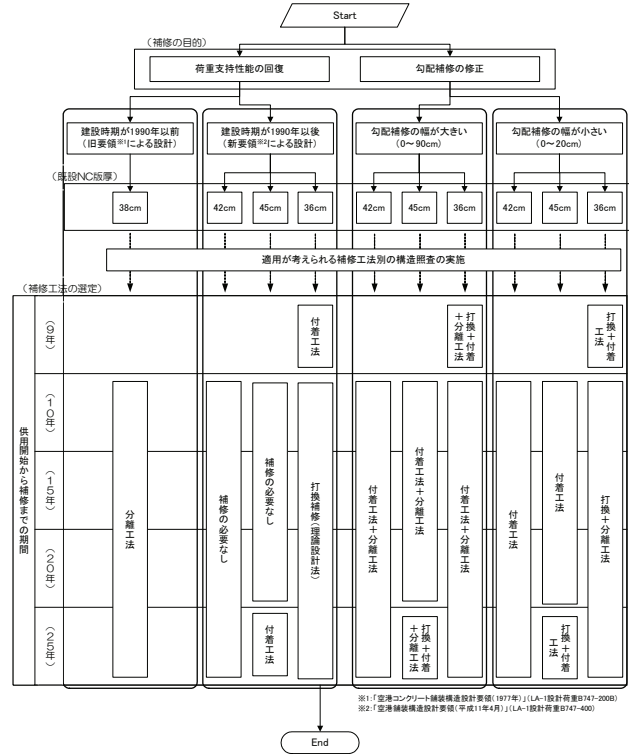 Start
（補修の目的）
荷重支持性能の回復
勾配補修の修正
建設時期が1990年以前
（旧要領※1による設計）
建設時期が1990年以後
（新要領※2による設計）
勾配補修の幅が大きい
（0～90cm）
勾配補修の幅が小さい
（0～20cm）
（既設NC版厚）
38cm
42cm
45cm
36cm
42cm
45cm
36cm
42cm
45cm
36cm
適用が考えられる補修工法別の構造照査の実施
（補修工法の選定）
供用開始から補修までの期間
（9年）
（10年）
（15年）
（20年）
（25年）
分離工法
補修の必要なし
補修の必要なし
付着工法
付着工法
打換補修（理論設計法）
付着工法＋分離工法
付着工法＋分離工法
打換＋付着
＋分離工法
打換＋付着
＋分離工法
付着工法＋分離工法
付着工法
付着工法
打換＋付着
工法
打換＋付着
工法
打換＋分離工法
※1：「空港コンクリート舗装構造設計要領（1977年）」（LA-1設計荷重B747-200B）
※2：「空港舗装構造設計要領（平成11年4月）」（LA-1設計荷重B747-400）
End